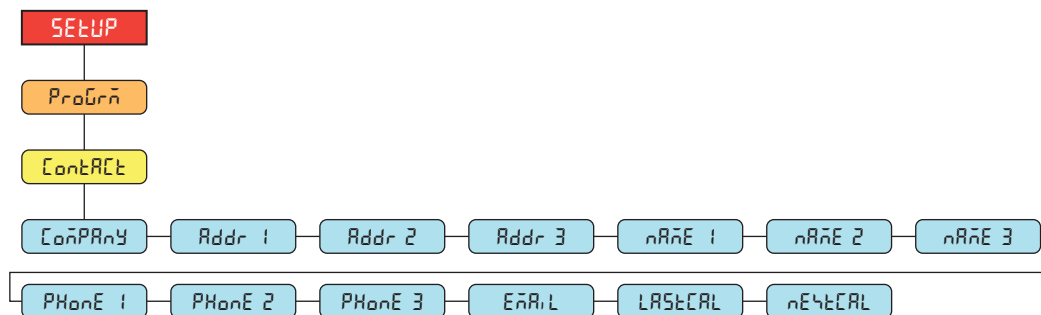 SEtUP
ProGrm
ContACt
ComPAny Addr 1 Addr 2 Addr 3 nAmE 1 nAmE 2 nAmE 3
PHonE 1 PHonE 2 PHonE 3 EmAiL LAStCAL nEXtCAL